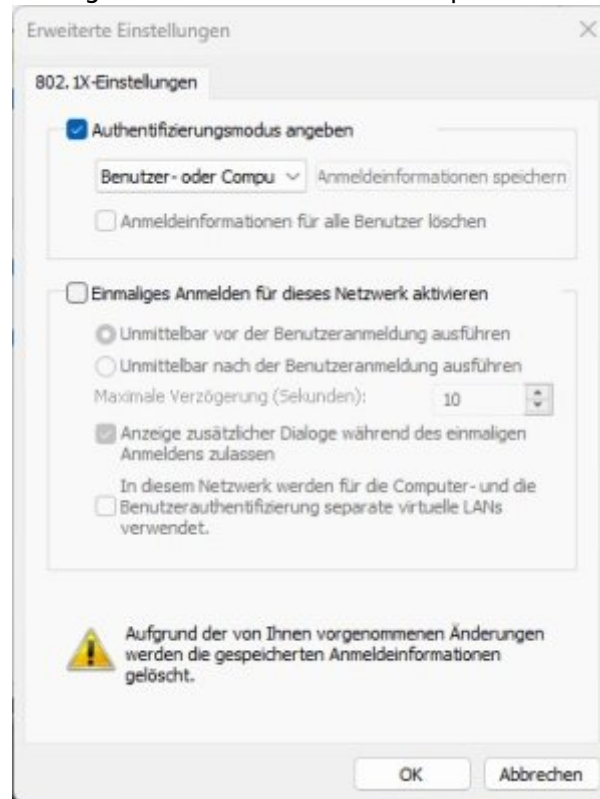 Erweiterte Einstellungen
802.1X-Einstellungen
Authentifizierungsmodus angeben
Benutzer- oder Compu
Anmeldeinformationen speichern
Anmeldeinformationen für alle Benutzer löschen
Einmaliges Anmelden für dieses Netzwerk aktivieren
Unmittelbar vor der Benutzeranmeldung ausführen
Unmittelbar nach der Benutzeranmeldung ausführen
Maximale Verzögerung (Sekunden): 10
Anzeige zusätzlicher Dialoge während des einmaligen
Anmeldens zulassen
In diesem Netzwerk werden für die Computer- und die
Benutzerauthentifizierung separate virtuelle LANs
verwendet.
Aufgrund der von Ihnen vorgenommenen Änderungen
werden die gespeicherten Anmeldeinformationen
gelöscht.
OK Abbrechen